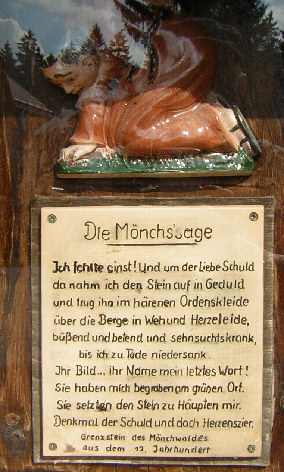 Die Mönchssage
Ich fehlte einst! Und um der Liebe Schuld
da nahm ich den Stein auf in Geduld
und trug ihn im härenen Ordenskleide
über die Berge in Weh und Herzeleide,
büßend und betend und sehnsuchtskrank,
bis ich zu Tode niedersank.
Ihr Bild... ihr Name mein letztes Wort!
Sie haben mich begraben am grünen Ort.
Sie setzten den Stein zu Häupten mir.
Denkmal der Schuld und doch Herzenszier.
Grenzstein des Mönchwaldes
aus dem 12. Jahrhundert